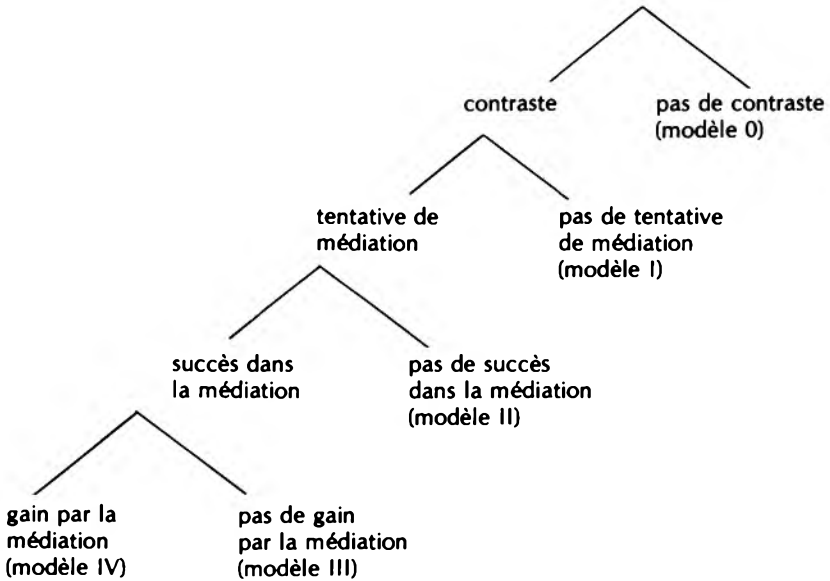 contraste
pas de contraste
(modèle 0)
tentative de
médiation
pas de tentative
de médiation
(modèle I)
succès dans
la médiation
pas de succès
dans la médiation
(modèle II)
gain par la
médiation
(modèle IV)
pas de gain
par la médiation
(modèle III)